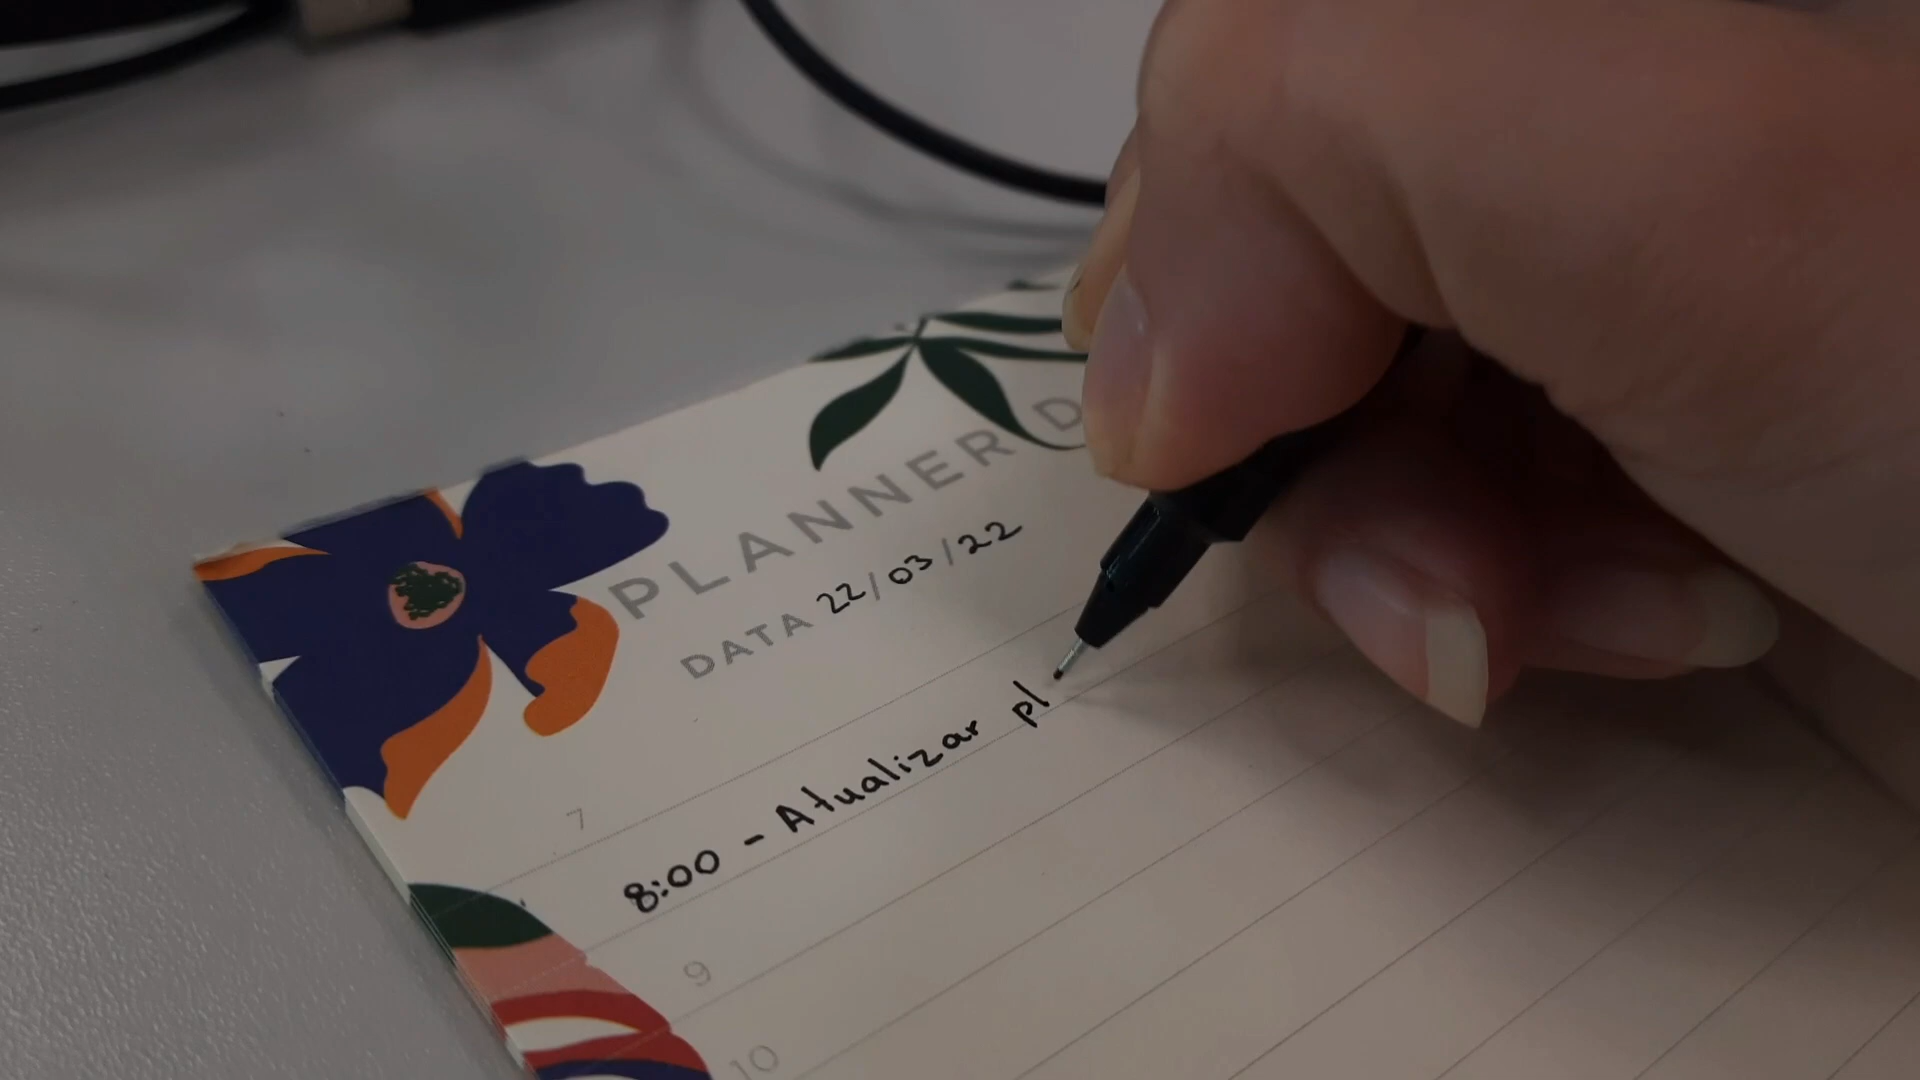 PLANNER D
DATA 22/03/22
7
8:00 - Atualizar pl
9
10